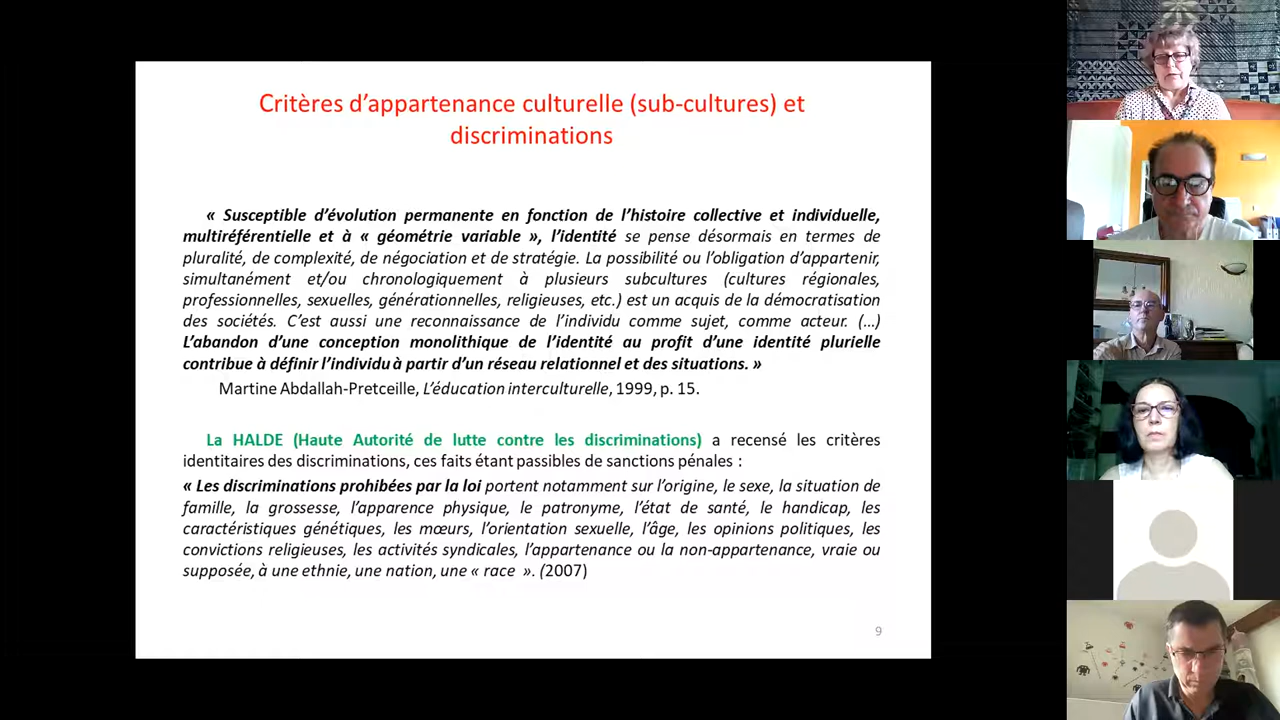 Critères d'appartenance culturelle (sub-cultures) et
discriminations
« Susceptible d'évolution permanente en fonction de l'histoire collective et individuelle,
multiréférentielle et à « géométrie variable », l'identité se pense désormais en termes de
pluralité, de complexité, de négociation et de stratégie. La possibilité ou l'obligation d'appartenir,
simultanément et/ou chronologiquement à plusieurs subcultures (cultures régionales,
professionnelles, sexuelles, générationnelles, religieuses, etc.) est un acquis de la démocratisation
des sociétés. C'est aussi une reconnaissance de l'individu comme sujet, comme acteur. (...)
L'abandon d'une conception monolithique de l'identité au profit d'une identité plurielle
contribue à définir l'individu à partir d'un réseau relationnel et des situations. »
Martine Abdallah-Pretceille, L'éducation interculturelle, 1999, p. 15.
La HALDE (Haute Autorité de lutte contre les discriminations) a recensé les critères
identitaires des discriminations, ces faits étant passibles de sanctions pénales :
« Les discriminations prohibées par la loi portent notamment sur l'origine, le sexe, la situation de
famille, la grossesse, l'apparence physique, le patronyme, l'état de santé, le handicap, les
caractéristiques génétiques, les mœurs, l'orientation sexuelle, l'âge, les opinions politiques, les
convictions religieuses, les activités syndicales, l'appartenance ou la non-appartenance, vraie ou
supposée, à une ethnie, une nation, une « race ». (2007)
9